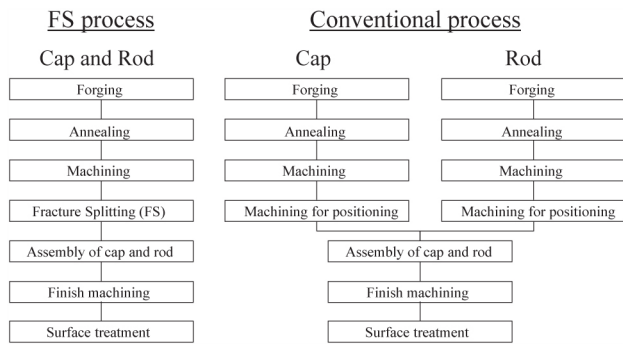 FS process
Cap and Rod
Forging
Annealing
Machining
Fracture Splitting (FS)
Assembly of cap and rod
Finish machining
Surface treatment
Conventional process
Cap
Rod
Forging
Forging
Annealing
Annealing
Machining
Machining
Machining for positioning
Machining for positioning
Assembly of cap and rod
Finish machining
Surface treatment